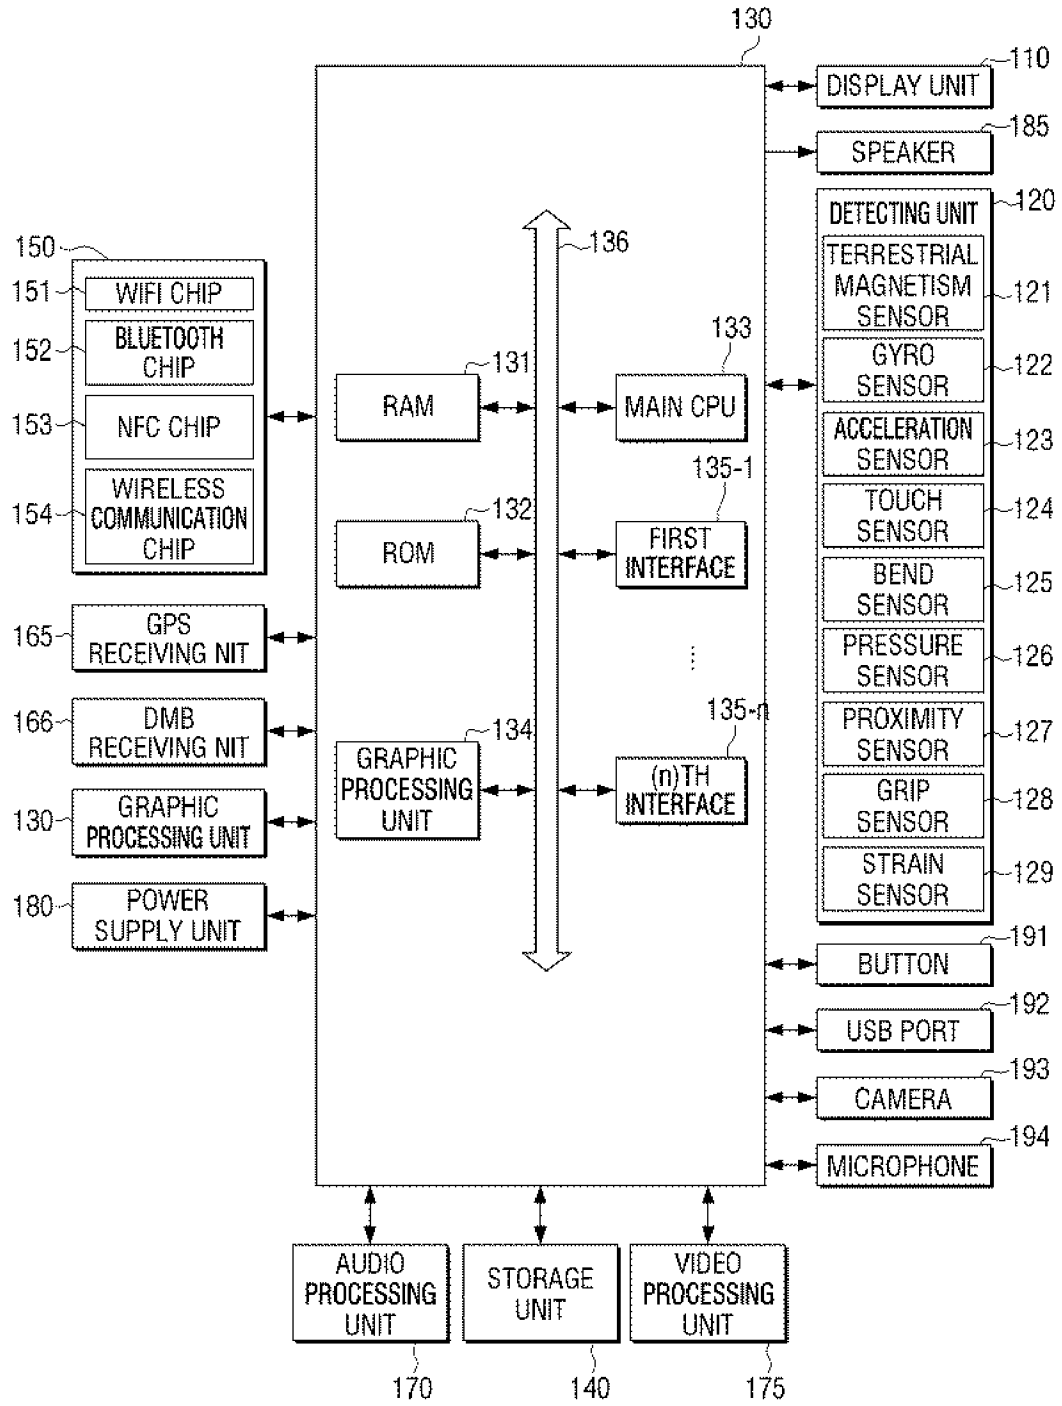 130
110
DISPLAY UNIT
185
SPEAKER
120
DETECTING UNIT
TERRESTRIAL
MAGNETISM
SENSOR
121
GYRO
SENSOR
122
ACCELERATION
SENSOR
123
TOUCH
SENSOR
124
BEND
SENSOR
125
PRESSURE
SENSOR
126
PROXIMITY
SENSOR
127
GRIP
SENSOR
128
STRAIN
SENSOR
129
191
BUTTON
192
USB PORT
193
CAMERA
194
MICROPHONE
136
150
151
WIFI CHIP
152
BLUETOOTH
CHIP
153
NFC CHIP
154
WIRELESS
COMMUNICATION
CHIP
165
GPS
RECEIVING NIT
166
DMB
RECEIVING NIT
130
GRAPHIC
PROCESSING UNIT
180
POWER
SUPPLY UNIT
131
RAM
132
ROM
134
GRAPHIC
PROCESSING
UNIT
133
MAIN CPU
135-1
FIRST
INTERFACE
....
135-n
(n)TH
INTERFACE
AUDIO
PROCESSING
UNIT
170
STORAGE
UNIT
140
VIDEO
PROCESSING
UNIT
175